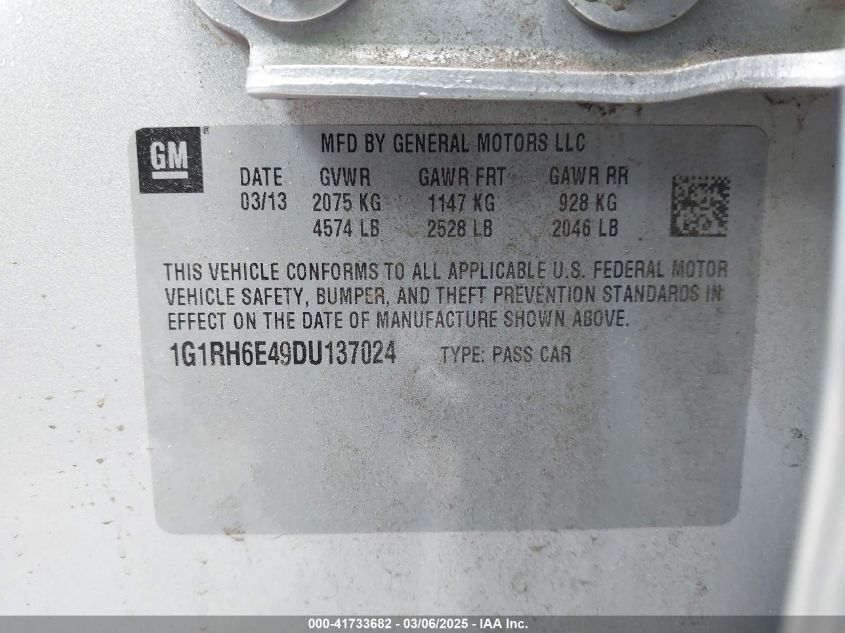 GM
MFD BY GENERAL MOTORS LLC
DATE GVWR GAWR FRT GAWR RR
03/13 2075 KG 1147 KG 928 KG
4574 LB 2528 LB 2046 LB
THIS VEHICLE CONFORMS TO ALL APPLICABLE U.S. FEDERAL MOTOR
VEHICLE SAFETY, BUMPER, AND THEFT PREVENTION STANDARDS IN
EFFECT ON THE DATE OF MANUFACTURE SHOWN ABOVE.
1G1RH6E49DU137024 TYPE: PASS CAR
000-41733682 - 03/06/2025 - IAA Inc.